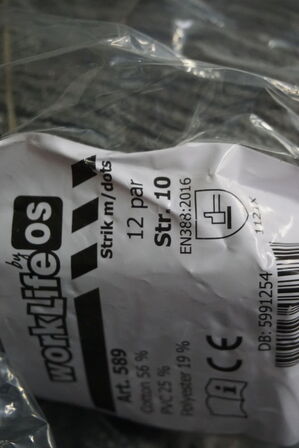 workLife by os
Strik m/dots
12 par
Str. 10
EN388:2016
Art. 589
Cotton 56 %
PVC 25 %
Polyester 19 %
CE
DB: 5991254